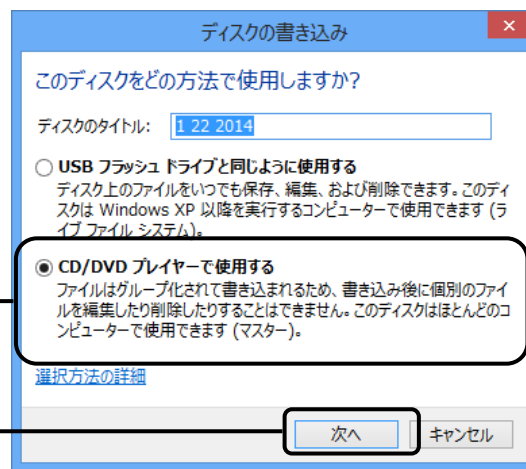 ディスクの書き込み
このディスクをどの方法で使用しますか?
ディスクのタイトル: 1 22 2014
USB フラッシュ ドライブと同じように使用する
ディスク上のファイルをいつでも保存、編集、および削除できます。このディ
スクは Windows XP 以降を実行するコンピューターで使用できます (ラ
イブ ファイル システム)。
CD/DVD プレイヤーで使用する
ファイルはグループ化されて書き込まれるため、書き込み後に個別のファイ
ルを編集したり削除したりすることはできません。このディスクはほとんどのコ
ンピューターで使用できます (マスター)。
選択方法の詳細
次へ キャンセル